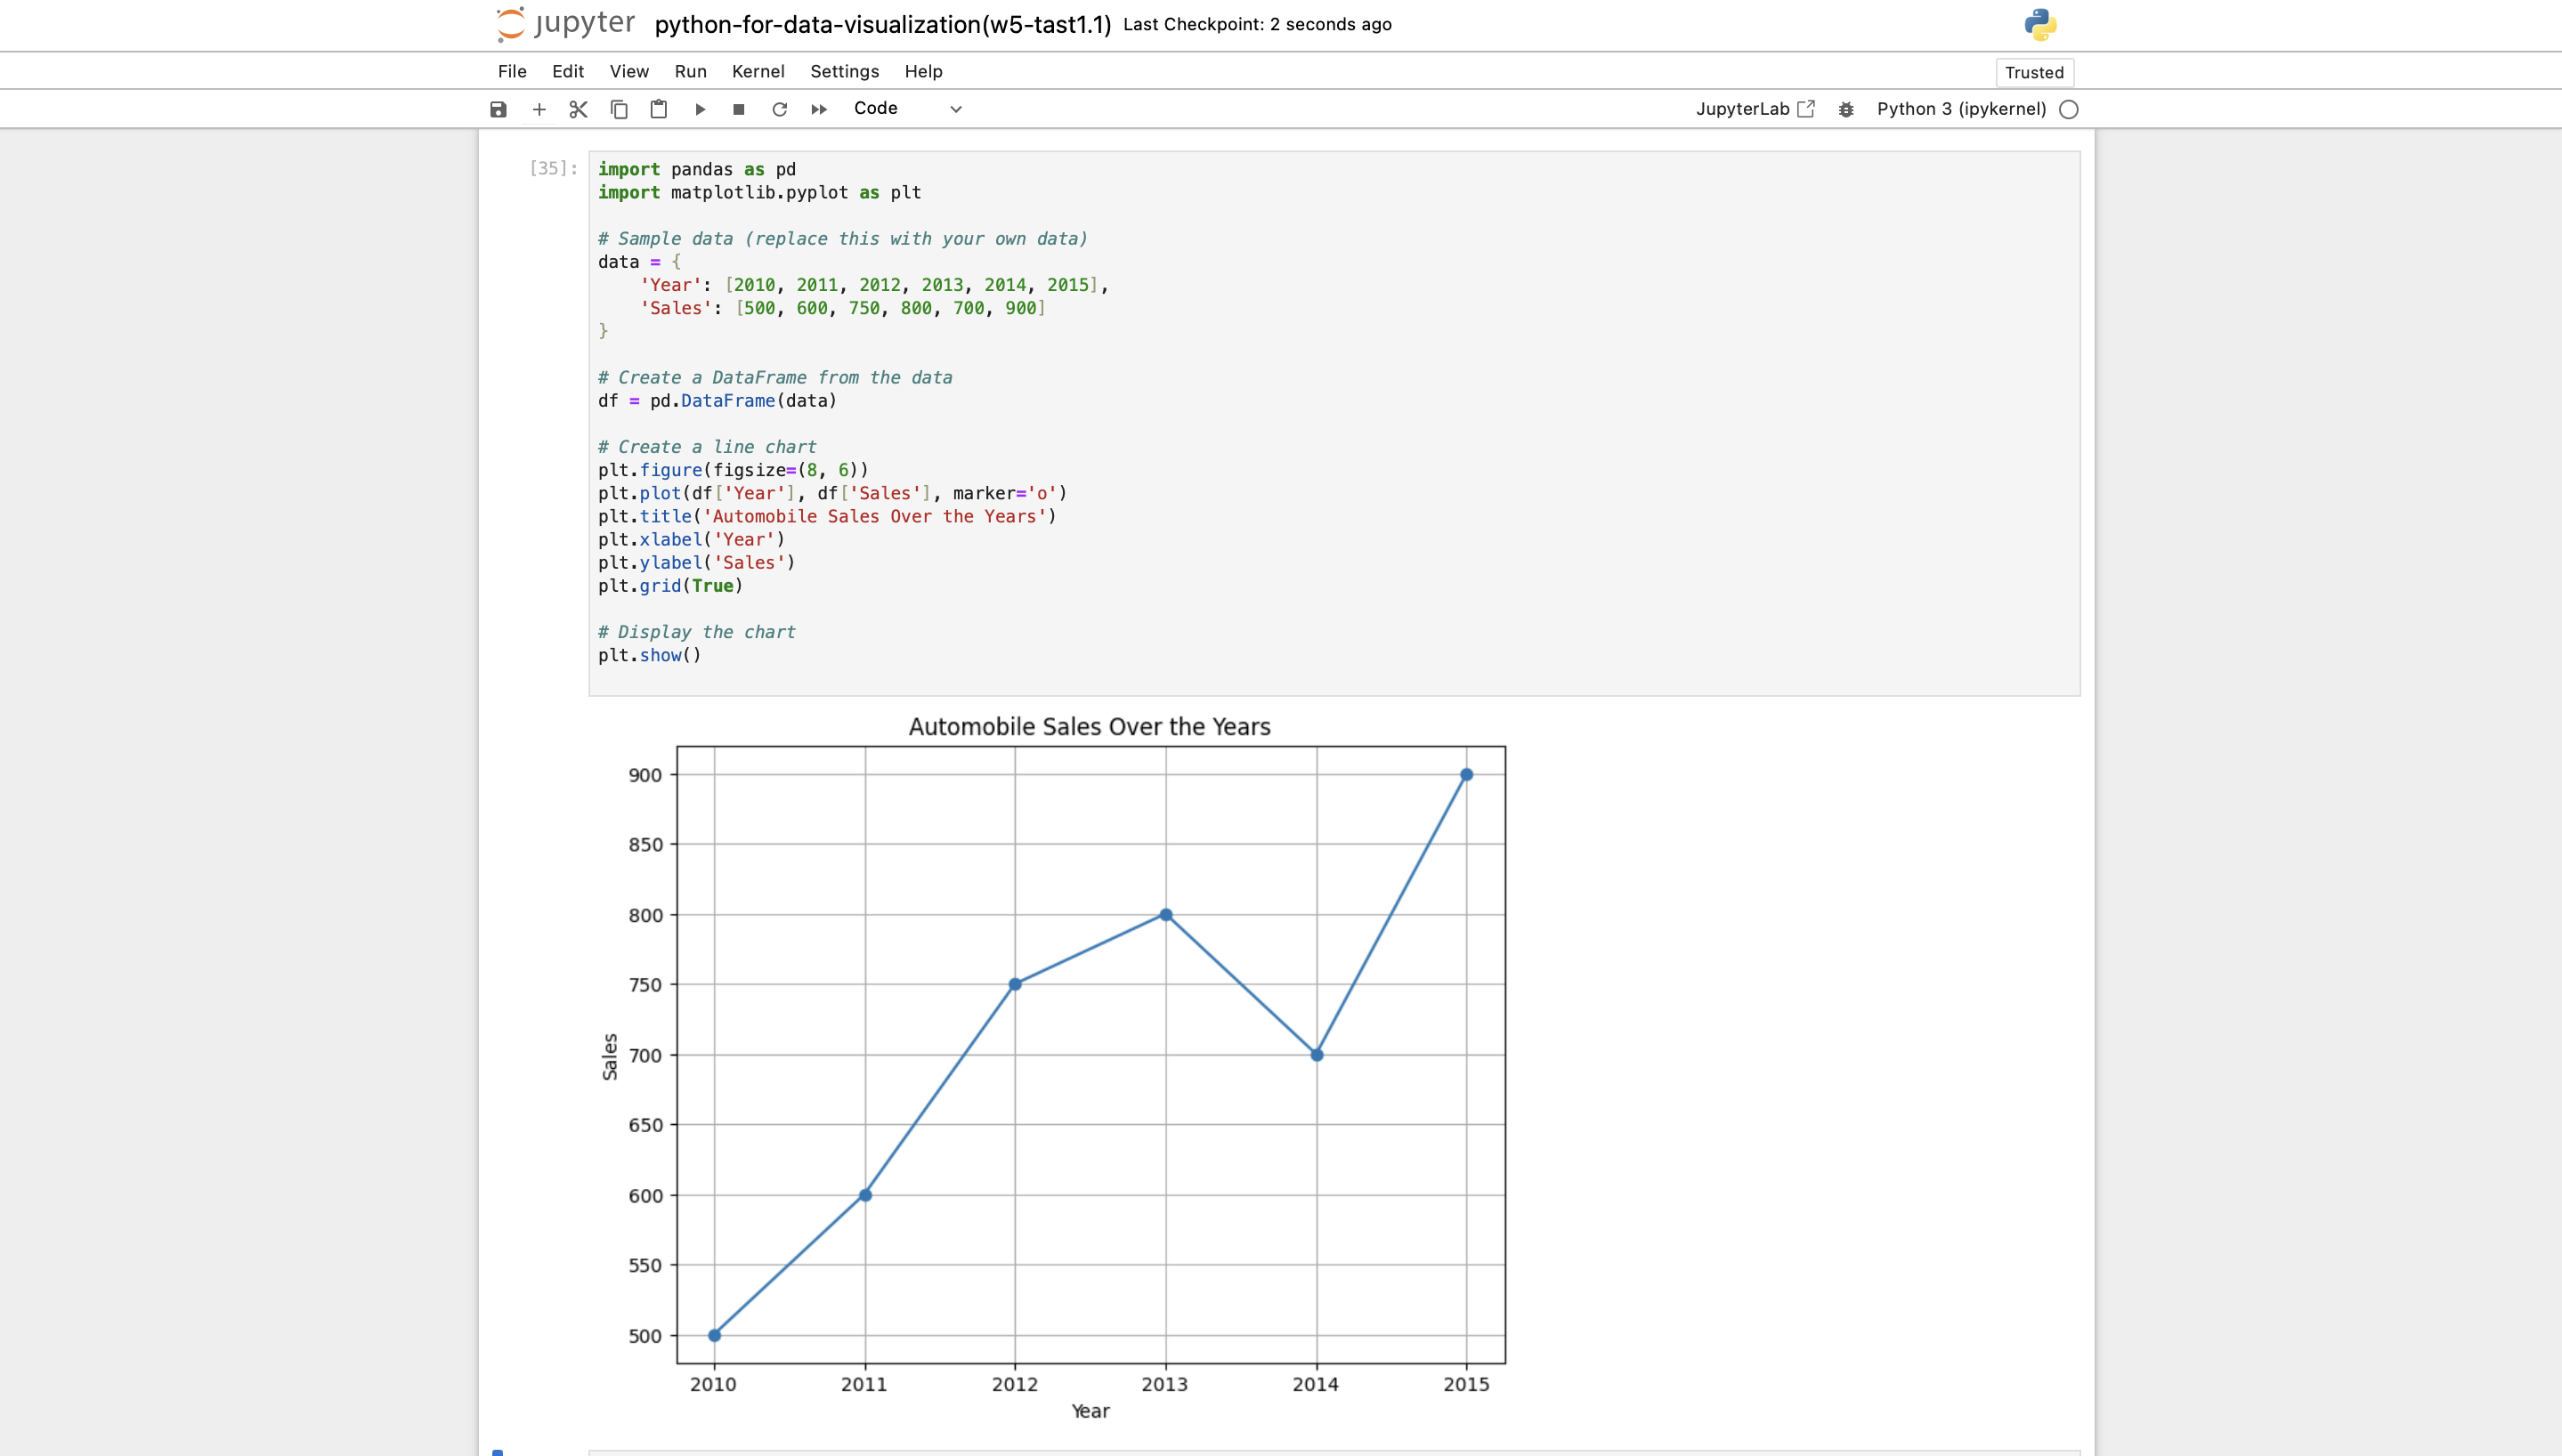 jupyter python-for-data-visualization(w5-tast1.1) Last Checkpoint: 2 seconds ago
File Edit View Run Kernel Settings Help Trusted
Code JupyterLab Python 3 (ipykernel)
[35]:
import pandas as pd
import matplotlib.pyplot as plt
# Sample data (replace this with your own data)
data = {
    'Year': [2010, 2011, 2012, 2013, 2014, 2015],
    'Sales': [500, 600, 750, 800, 700, 900]
}
# Create a DataFrame from the data
df = pd.DataFrame(data)
# Create a line chart
plt.figure(figsize=(8, 6))
plt.plot(df['Year'], df['Sales'], marker='o')
plt.title('Automobile Sales Over the Years')
plt.xlabel('Year')
plt.ylabel('Sales')
plt.grid(True)
# Display the chart
plt.show()
Automobile Sales Over the Years
900
850
800
750
700
650
600
550
500
Sales
2010 2011 2012 2013 2014 2015
Year